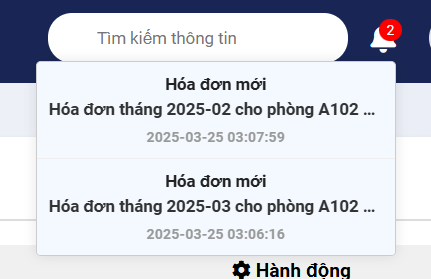 Tìm kiếm thông tin
2
Hóa đơn mới
Hóa đơn tháng 2025-02 cho phòng A102 ...
2025-03-25 03:07:59
Hóa đơn mới
Hóa đơn tháng 2025-03 cho phòng A102 ...
2025-03-25 03:06:16
Hành động